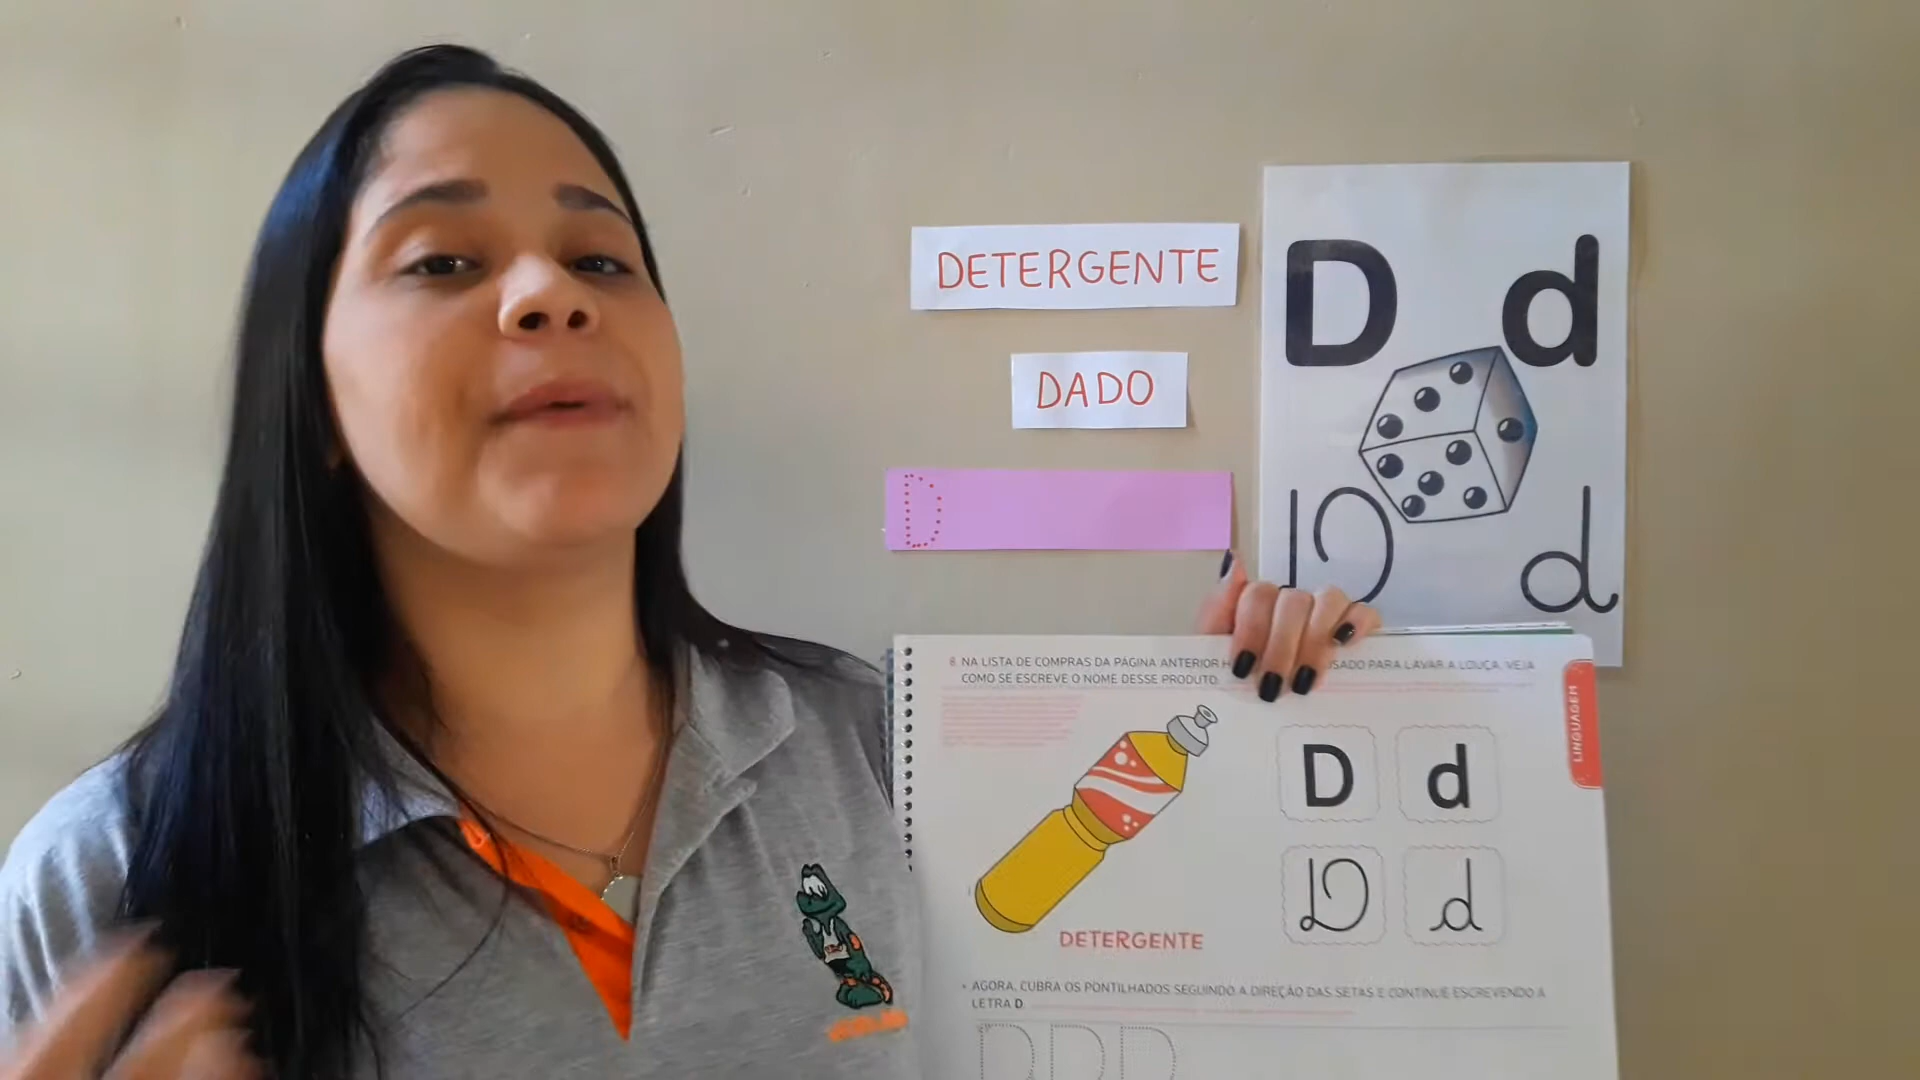 DETERGENTE
DADO
D
D d
D d
8. NA LISTA DE COMPRAS DA PÁGINA ANTERIOR USADO PARA LAVAR A LOUÇA. VEJA
COMO SE ESCREVE O NOME DESSE PRODUTO.
LINGUAGEM
D d
D d
DETERGENTE
• AGORA, CUBRA OS PONTILHADOS SEGUINDO A DIREÇÃO DAS SETAS E CONTINUE ESCREVENDO A
LETRA D.
D D D